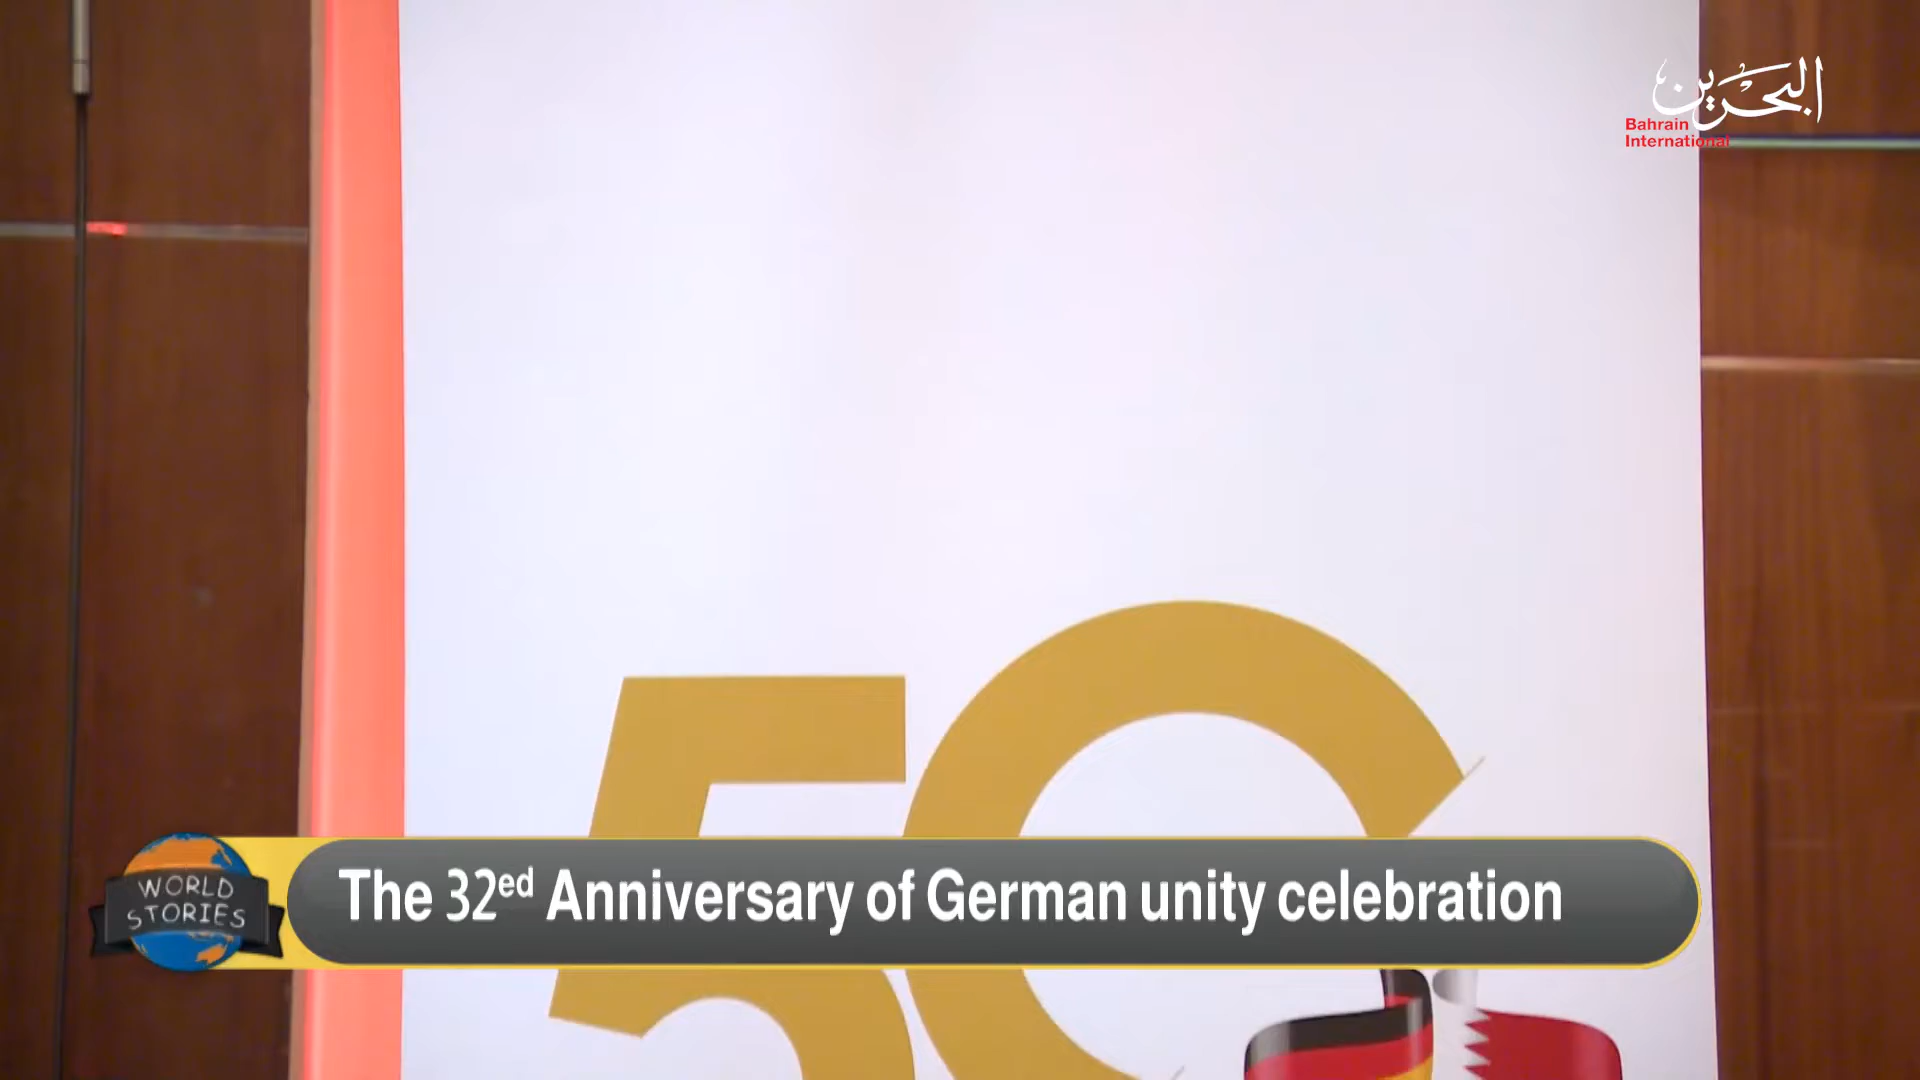 البحرين
Bahrain
International
50
WORLD
STORIES
The 32ed Anniversary of German unity celebration